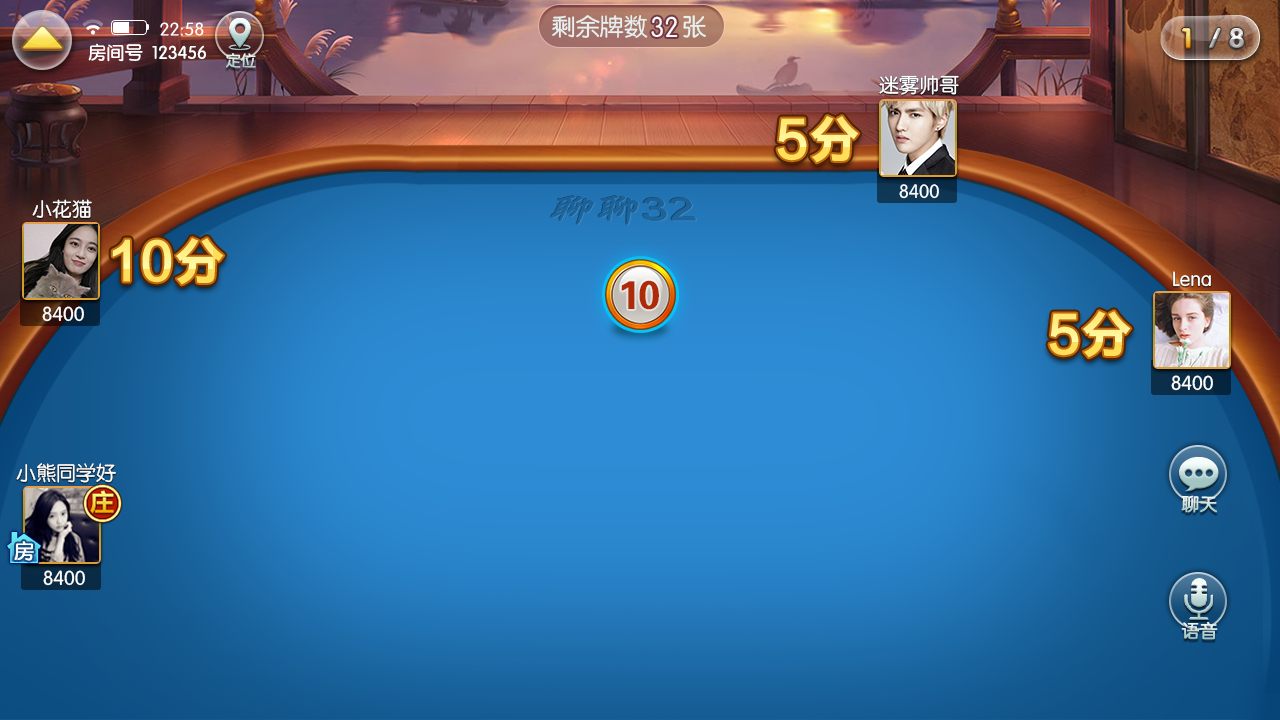 22:58
房间号 123456
定位
剩余牌数32张
1 / 8
迷雾帅哥
5分
8400
聊聊32
小花猫
10分
8400
10
Lena
5分
8400
小熊同学好
庄
房
8400
聊天
语音